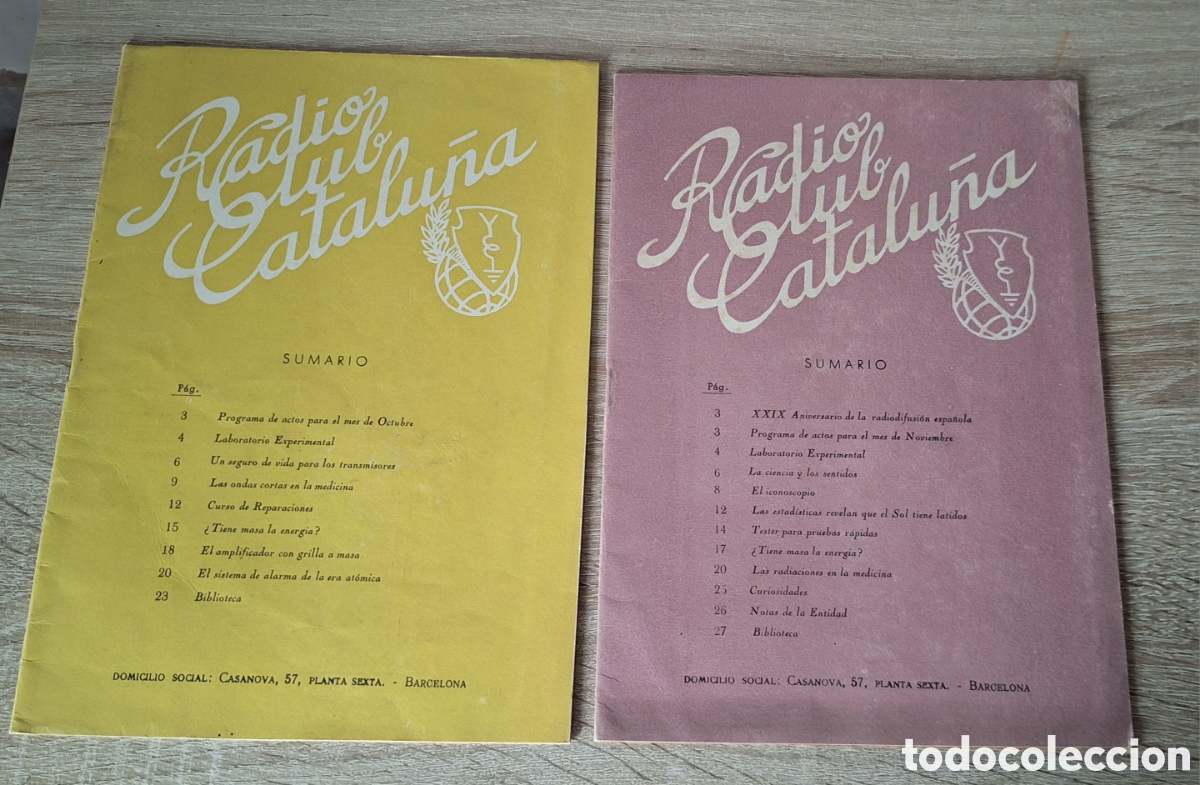 Radio
Club
Cataluña
SUMARIO
Pág.
3 Programa de actos para el mes de Octubre
4 Laboratorio Experimental
6 Un seguro de vida para los transmisores
9 Las ondas cortas en la medicina
12 Curso de Reparaciones
15 ¿Tiene masa la energía?
18 El amplificador con grilla a masa
20 El sistema de alarma de la era atómica
23 Biblioteca
DOMICILIO SOCIAL: CASANOVA, 57, PLANTA SEXTA. - BARCELONA
Radio
Club
Cataluña
SUMARIO
Pág.
3 XXIX Aniversario de la radiodifusión española
3 Programa de actos para el mes de Noviembre
4 Laboratorio Experimental
6 La ciencia y los sentidos
8 El iconoscopio
12 Las estadísticas revelan que el Sol tiene latidos
14 Tester para pruebas rápidas
17 ¿Tiene masa la energía?
20 Las radiaciones en la medicina
25 Curiosidades
26 Notas de la Entidad
27 Biblioteca
DOMICILIO SOCIAL: CASANOVA, 57, PLANTA SEXTA. - BARCELONA
todocoleccion